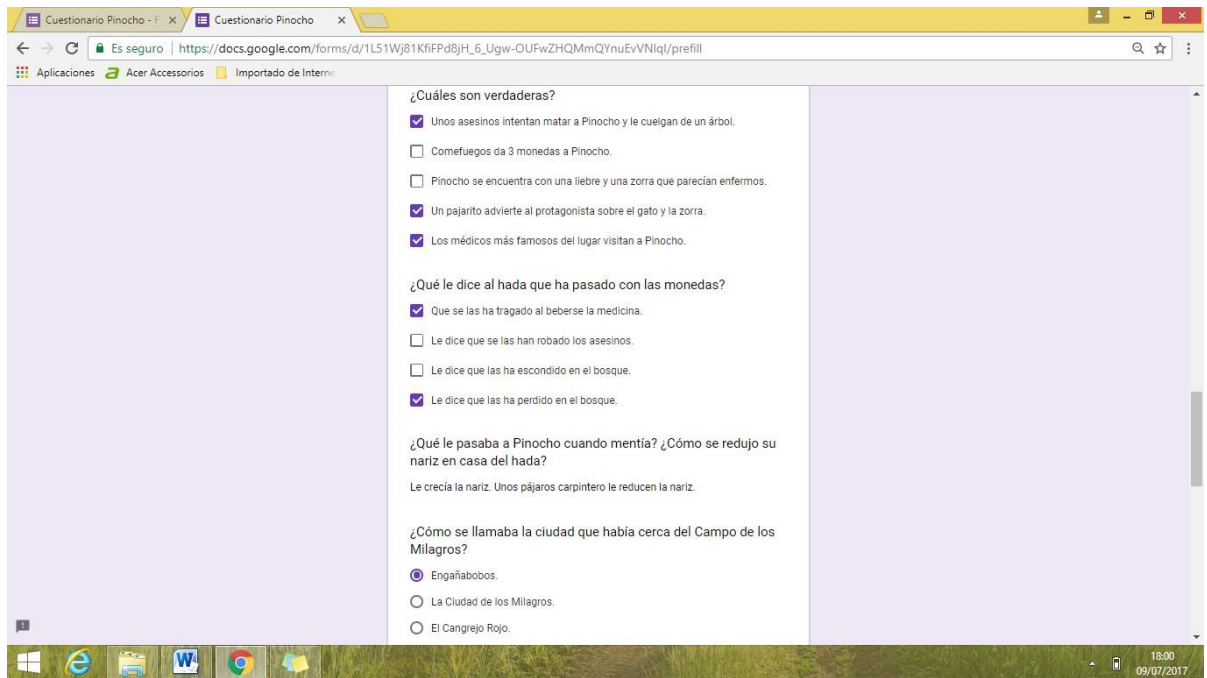 Cuestionario Pinocho - F
Cuestionario Pinocho
Es seguro | https://docs.google.com/forms/d/1L51Wj81KfiFPd8jH_6_Ugw-OUFwZHQMmQYnuEvVNlqI/prefill
Aplicaciones Acer Accessorios Importado de Interne
¿Cuáles son verdaderas?
Unos asesinos intentan matar a Pinocho y le cuelgan de un árbol.
Comefuegos da 3 monedas a Pinocho.
Pinocho se encuentra con una liebre y una zorra que parecían enfermos.
Un pajarito advierte al protagonista sobre el gato y la zorra.
Los médicos más famosos del lugar visitan a Pinocho.
¿Qué le dice al hada que ha pasado con las monedas?
Que se las ha tragado al beberse la medicina.
Le dice que se las han robado los asesinos.
Le dice que las ha escondido en el bosque.
Le dice que las ha perdido en el bosque.
¿Qué le pasaba a Pinocho cuando mentía? ¿Cómo se redujo su
nariz en casa del hada?
Le crecía la nariz. Unos pájaros carpintero le reducen la nariz.
¿Cómo se llamaba la ciudad que había cerca del Campo de los
Milagros?
Engañabobos.
La Ciudad de los Milagros.
El Cangrejo Rojo.
18:00
09/07/2017